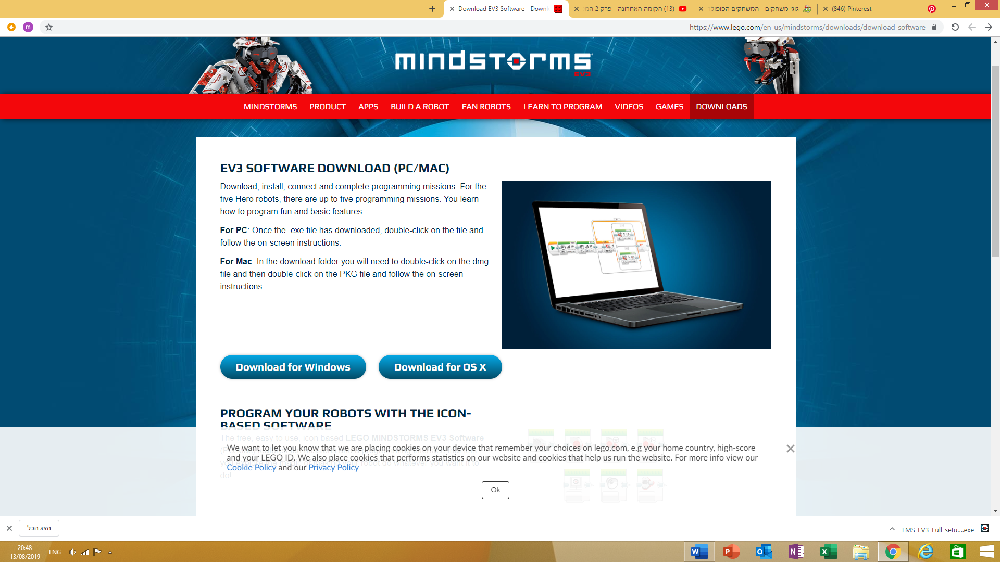 Download EV3 Software - Downl
(13) הקומה האחרונה - פרק 2 המ
גוגי משחקים - המשחקים הפופולר
(846) Pinterest
m
https://www.lego.com/en-us/mindstorms/downloads/download-software
mindstorms
EV3
MINDSTORMS PRODUCT APPS BUILD A ROBOT FAN ROBOTS LEARN TO PROGRAM VIDEOS GAMES DOWNLOADS
EV3 SOFTWARE DOWNLOAD (PC/MAC)
Download, install, connect and complete programming missions. For the
five Hero robots, there are up to five programming missions. You learn
how to program fun and basic features.
For PC: Once the .exe file has downloaded, double-click on the file and
follow the on-screen instructions.
For Mac: In the download folder you will need to double-click on the dmg
file and then double-click on the PKG file and follow the on-screen
instructions.
Download for Windows
Download for OS X
PROGRAM YOUR ROBOTS WITH THE ICON-
BASED SOFTWARE
The free, easy to use, icon based LEGO MINDSTORMS EV3 Software
We want to let you know that we are placing cookies on your device that remember your choices on lego.com, e.g your home country, high-score
and your LEGO ID. We also place cookies that performs statistics on our website and cookies that help us run the website. For more info view our
Cookie Policy and our Privacy Policy
do!
Ok
הצג הכל
LMS-EV3_Full-setu....exe
20:48
13/08/2019
ENG